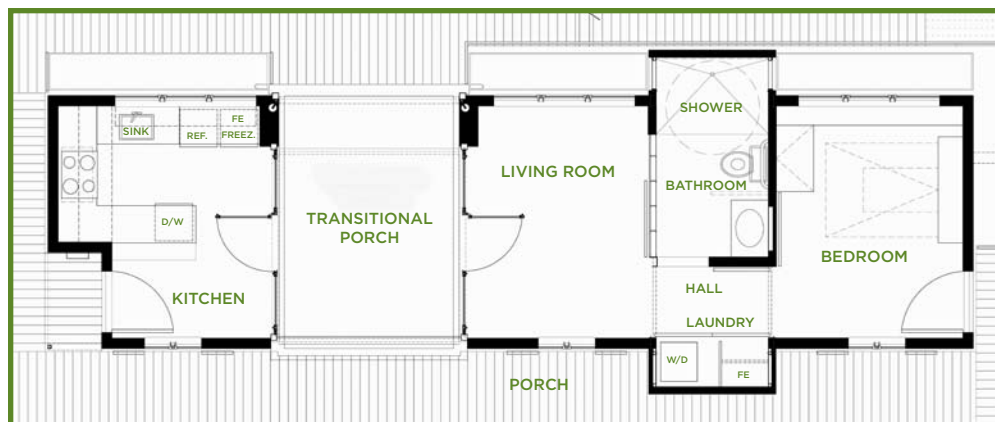 SINK
REF.
FE
FREEZ.
D/W
KITCHEN
TRANSITIONAL
PORCH
LIVING ROOM
SHOWER
BATHROOM
HALL
LAUNDRY
W/D
FE
BEDROOM
PORCH